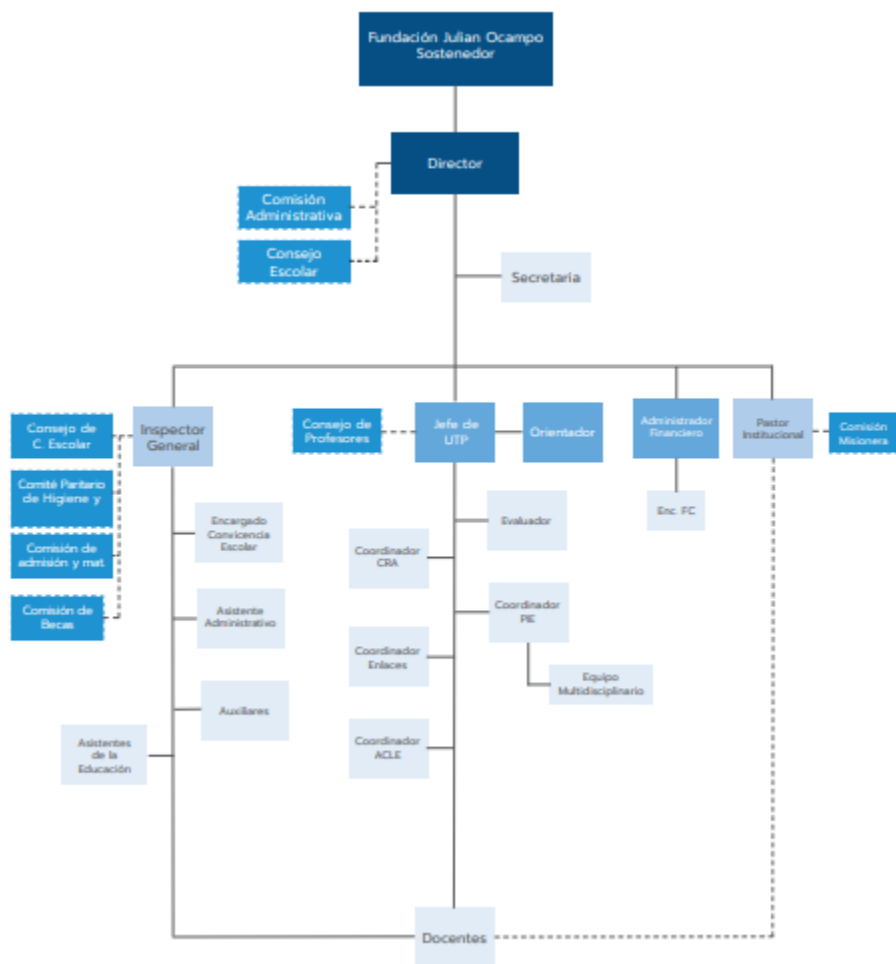 Fundación Julian Ocampo
Sostenedor
Director
Comisión
Administrativa
Consejo
Escolar
Secretaria
Consejo de
C. Escolar
Inspector
General
Consejo de
Profesores
Jefe de
UTP
Orientador
Administrador
Financiero
Pastor
Institucional
Comisión
Misionera
Comité Paritario
de Higiene y
Comisión de
admisión y mat.
Comisión de
Becas
Encargado
Convicencia
Escolar
Asistente
Administrativo
Auxiliares
Asistentes
de la
Educación
Evaluador
Enc. FC
Coordinador
CRA
Coordinador
PIE
Coordinador
Enlaces
Equipo
Multidisciplinario
Coordinador
ACLE
Docentes